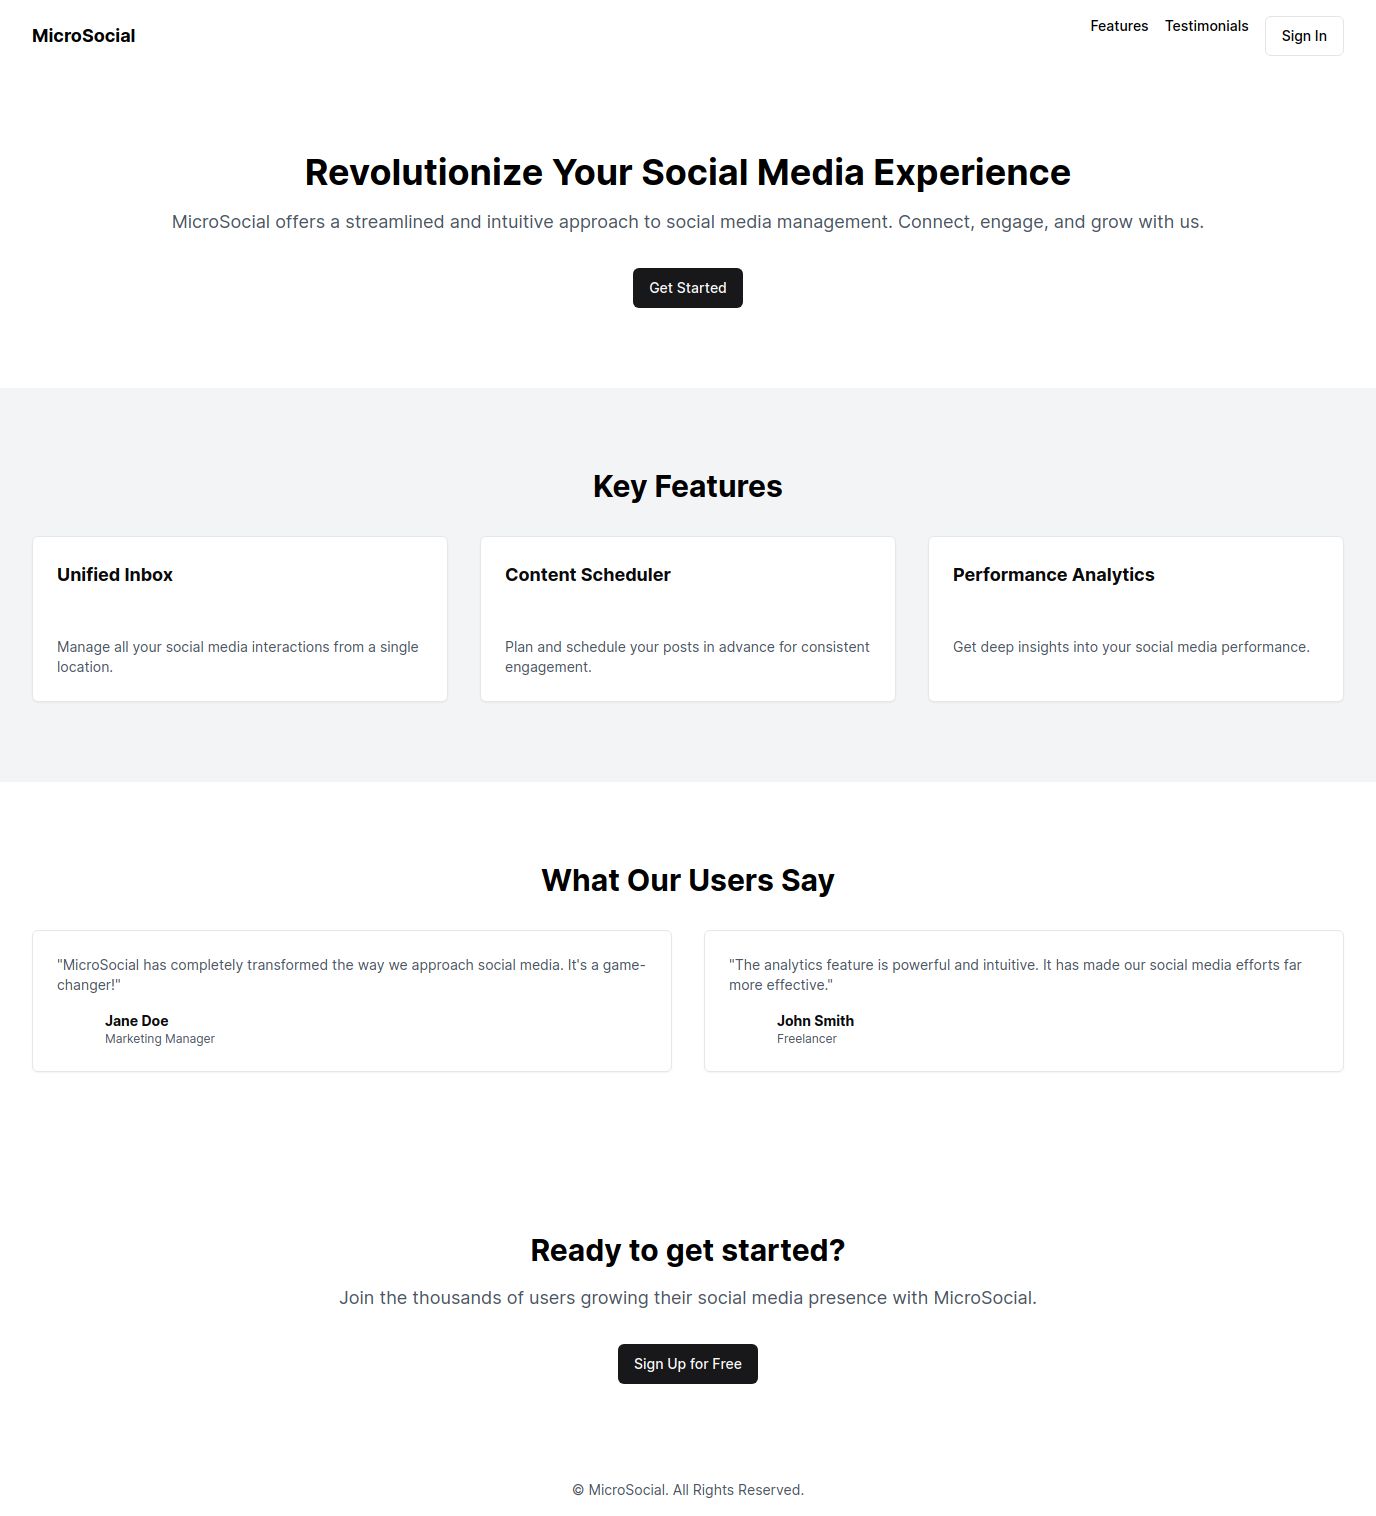 MicroSocial
Features
Testimonials
Sign In
Revolutionize Your Social Media Experience
MicroSocial offers a streamlined and intuitive approach to social media management. Connect, engage, and grow with us.
Get Started
Key Features
Unified Inbox
Manage all your social media interactions from a single
location.
Content Scheduler
Plan and schedule your posts in advance for consistent
engagement.
Performance Analytics
Get deep insights into your social media performance.
What Our Users Say
"MicroSocial has completely transformed the way we approach social media. It's a game-
changer!"
Jane Doe
Marketing Manager
"The analytics feature is powerful and intuitive. It has made our social media efforts far
more effective."
John Smith
Freelancer
Ready to get started?
Join the thousands of users growing their social media presence with MicroSocial.
Sign Up for Free
© MicroSocial. All Rights Reserved.